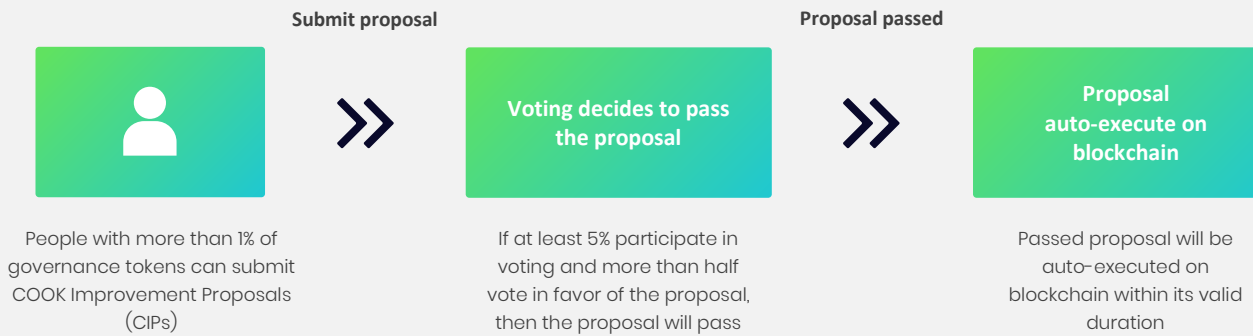 Submit proposal
Proposal passed
Voting decides to pass
the proposal
Proposal
auto-execute on
blockchain
People with more than 1% of
governance tokens can submit
COOK Improvement Proposals
(CIPs)
If at least 5% participate in
voting and more than half
vote in favor of the proposal,
then the proposal will pass
Passed proposal will be
auto-executed on
blockchain within its valid
duration